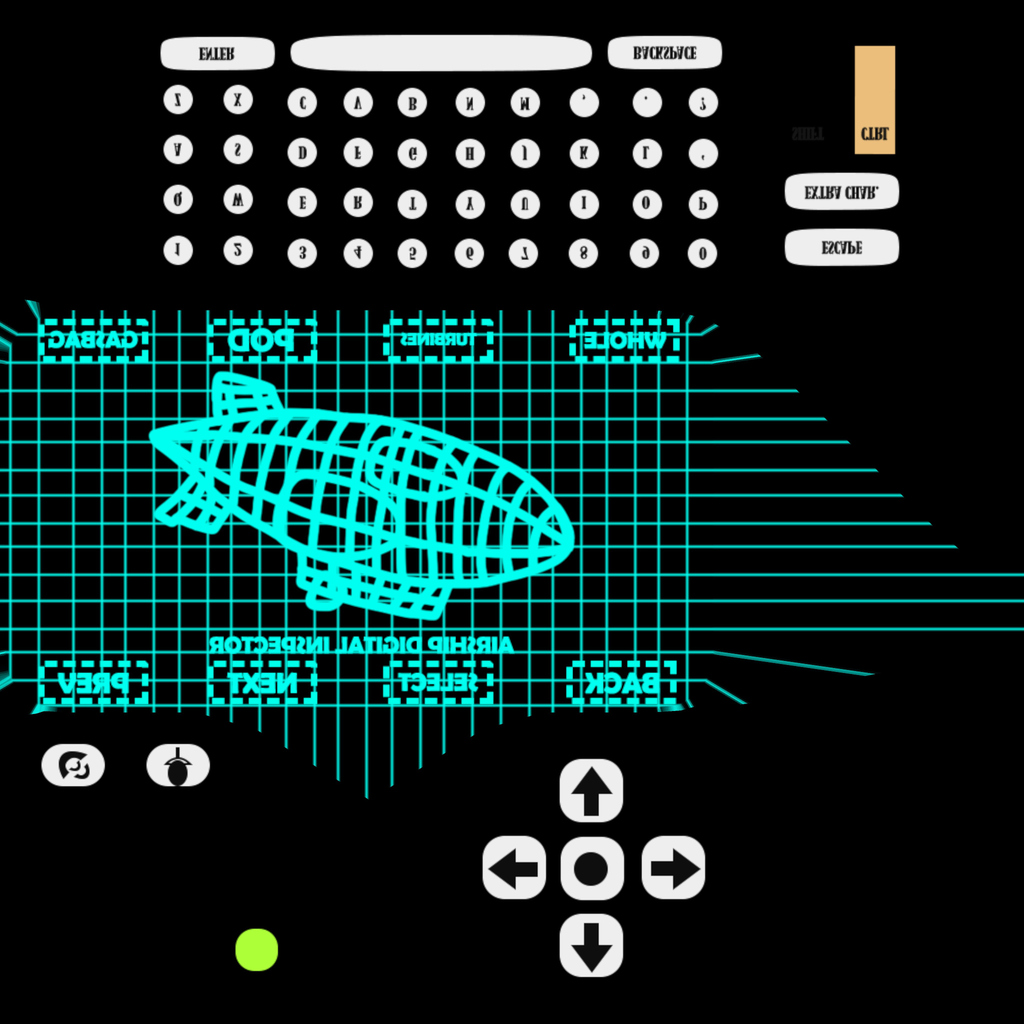 ENTER BACKSPACE
Z X C V B N M , . ?
SHIFT CTRL
A S D F G H J K L '
EXTRA CHAR.
Q W E R T Y U I O P
1 2 3 4 5 6 7 8 9 0
ESCAPE
GASBAG POD TURBINES WHOLE
AIRSHIP DIGITAL INSPECTOR
PREV NEXT SELECT BACK